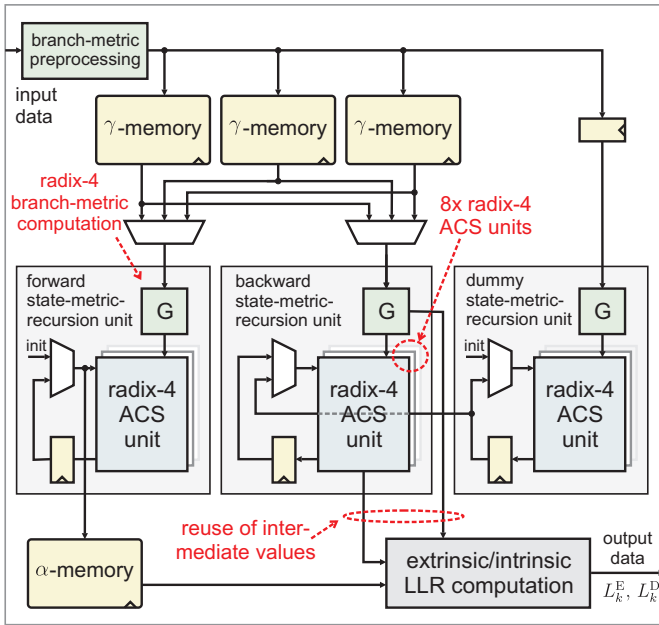 branch-metric
preprocessing
input
data
γ-memory
γ-memory
γ-memory
radix-4
branch-metric
computation
8x radix-4
ACS units
forward
state-metric-
recursion unit
G
init
radix-4
ACS
unit
backward
state-metric-
recursion unit
G
radix-4
ACS
unit
dummy
state-metric-
recursion unit
G
init
radix-4
ACS
unit
reuse of inter-
mediate values
α-memory
extrinsic/intrinsic
LLR computation
output
data
L_k^E, L_k^D